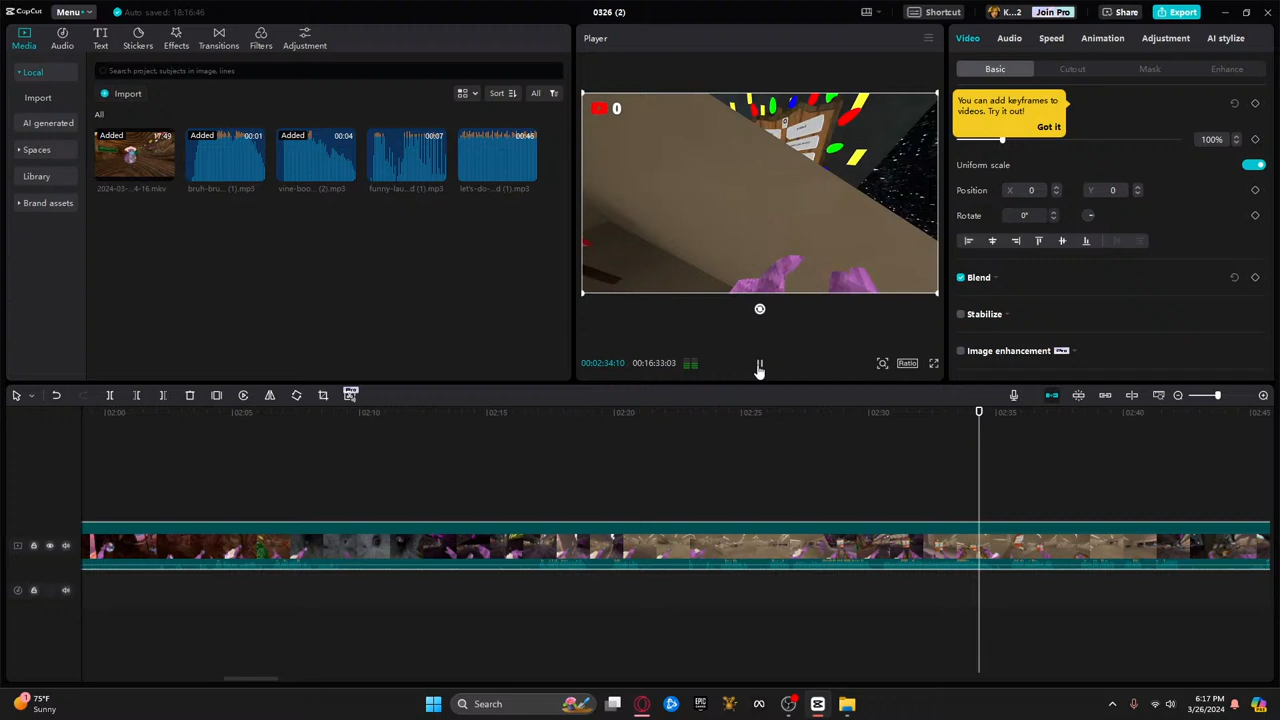 CapCut
Menu
Auto saved: 18:16:46
0326 (2)
Shortcut
K...2
Join Pro
Share
Export
Media
Audio
Text
Stickers
Effects
Transitions
Filters
Adjustment
Local
Import
AI generated
Spaces
Library
Brand assets
Search project, subjects in image, lines
Import
Sort
All
All
Added
17:49
Added
00:01
Added
00:04
00:07
00:46
2024-03-...4-16.mkv
bruh-bru... (1).mp3
vine-boo... (2).mp3
funny-lau...d (1).mp3
let's-do-...d (1).mp3
Player
0
00:02:34:10
00:16:33:03
Ratio
Video
Audio
Speed
Animation
Adjustment
AI stylize
Basic
Cutout
Mask
Enhance
You can add keyframes to
videos. Try it out!
Got it
100%
Uniform scale
Position
X
0
Y
0
Rotate
0°
Blend
Stabilize
Image enhancement
Pro
Pro
02:00
02:05
02:10
02:15
02:20
02:25
02:30
02:35
02:40
02:45
1
75°F
Sunny
Search
EPIC
6:17 PM
3/26/2024